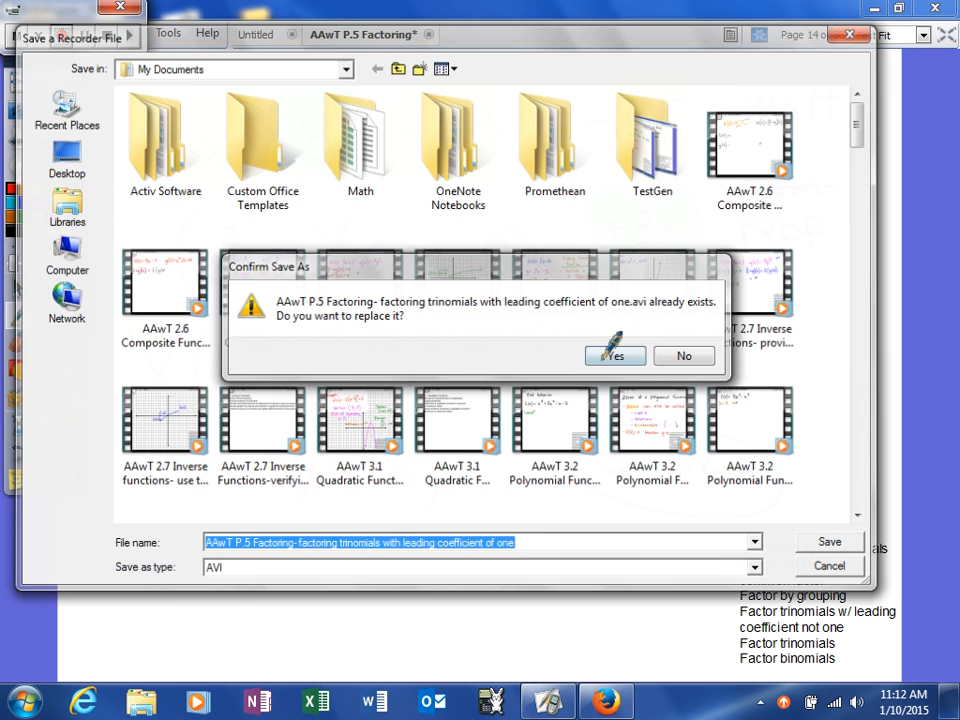 Tools Help Untitled AAwT P.5 Factoring* Page 14 o Fit
Save a Recorder File
Save in: My Documents
Recent Places
Desktop
Libraries
Computer
Network
Activ Software
Custom Office
Templates
Math
OneNote
Notebooks
Promethean
TestGen
AAwT 2.6
Composite ...
AAwT 2.6
Composite Func...
Confirm Save As
AAwT P.5 Factoring- factoring trinomials with leading coefficient of one.avi already exists.
Do you want to replace it?
Yes No
T 2.7 Inverse
ctions- provi...
AAwT 2.7 Inverse
functions- use t...
AAwT 2.7 Inverse
Functions-verifyi...
AAwT 3.1
Quadratic Funct...
AAwT 3.1
Quadratic F...
AAwT 3.2
Polynomial Func...
AAwT 3.2
Polynomial F...
AAwT 3.2
Polynomial Fun...
File name: AAwT P.5 Factoring- factoring trinomials with leading coefficient of one
Save
Save as type: AVI
Cancel
als
Factor by grouping
Factor trinomials w/ leading
coefficient not one
Factor trinomials
Factor binomials
11:12 AM
1/10/2015